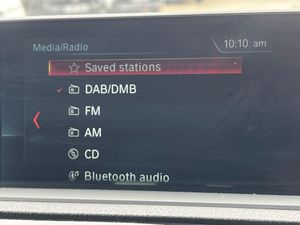 Media/Radio
10:10 am
Saved stations
DAB/DMB
FM
AM
CD
Bluetooth audio